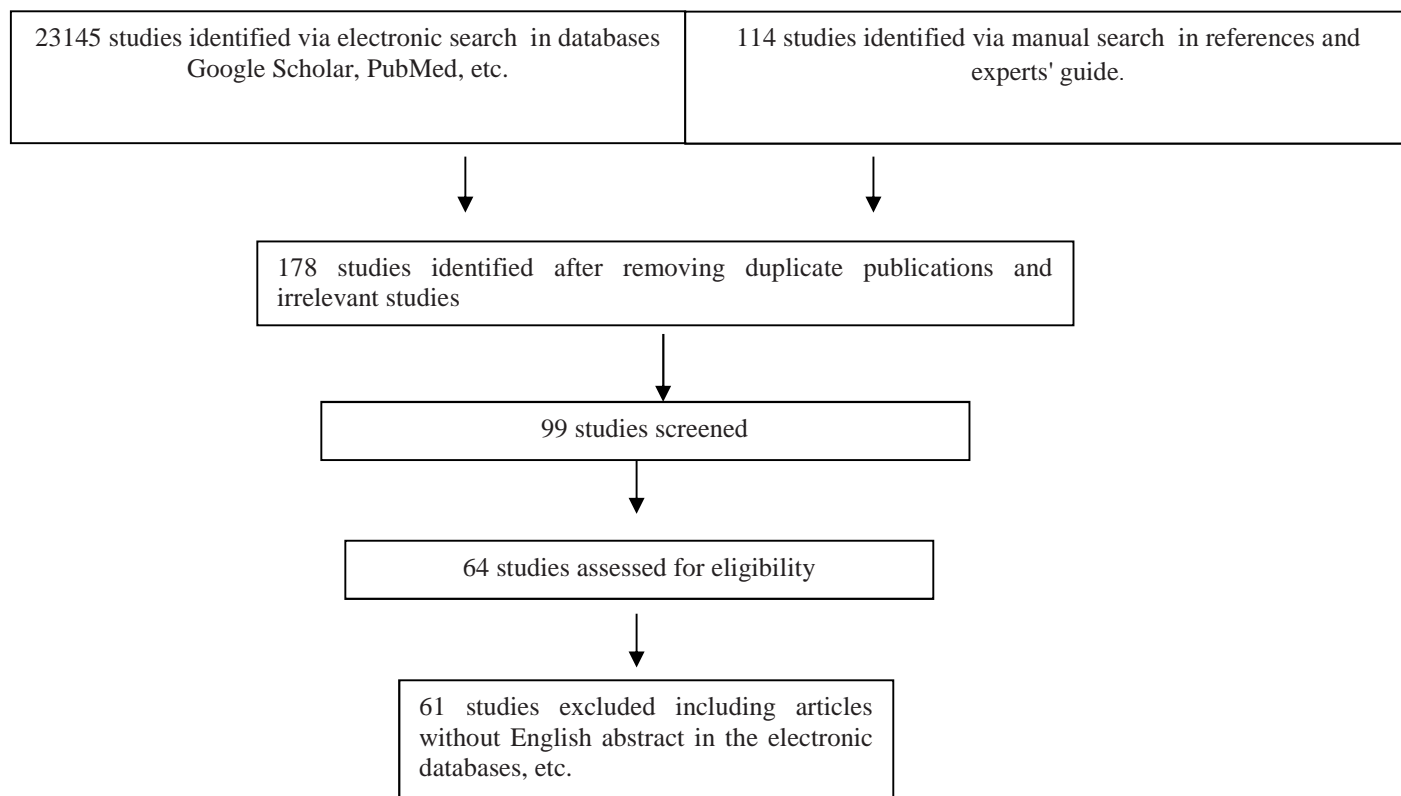 23145 studies identified via electronic search in databases
Google Scholar, PubMed, etc.
114 studies identified via manual search in references and
experts' guide.
178 studies identified after removing duplicate publications and
irrelevant studies
99 studies screened
64 studies assessed for eligibility
61 studies excluded including articles
without English abstract in the electronic
databases, etc.